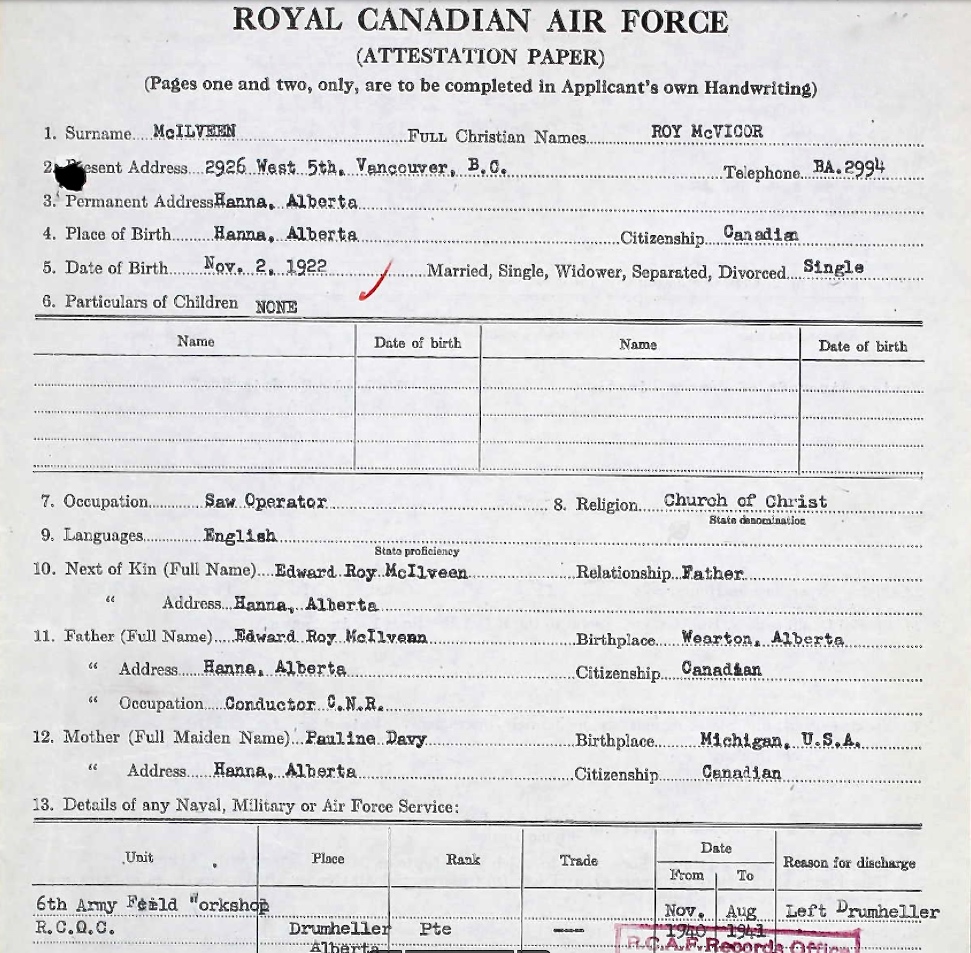 ROYAL CANADIAN AIR FORCE
(ATTESTATION PAPER)
(Pages one and two, only, are to be completed in Applicant's own Handwriting)
1. Surname McILVEEN FULL Christian Names ROY McVICOR
2. Present Address 2926 West 5th, Vancouver, B.C. Telephone BA.2994
3. Permanent Address Hanna, Alberta
4. Place of Birth Hanna, Alberta Citizenship Canadian
5. Date of Birth Nov. 2, 1922 Married, Single, Widower, Separated, Divorced Single
6. Particulars of Children NONE
Name Date of birth Name Date of birth
7. Occupation Saw Operator 8. Religion Church of Christ
State denomination
9. Languages English
State proficiency
10. Next of Kin (Full Name) Edward Roy McIlveen Relationship Father
" Address Hanna, Alberta
11. Father (Full Name) Edward Roy McIlveen Birthplace Wearton, Alberta
" Address Hanna, Alberta Citizenship Canadian
" Occupation Conductor C.N.R.
12. Mother (Full Maiden Name) Pauline Davy Birthplace Michigan, U.S.A.
" Address Hanna, Alberta Citizenship Canadian
13. Details of any Naval, Military or Air Force Service:
Unit Place Rank Trade Date Reason for discharge
From To
6th Army Feild Workshop Nov. Aug Left Drumheller
R.C.O.C. Drumheller Pte --- 1940 1941
Alberta R.C.A.F. Records Office